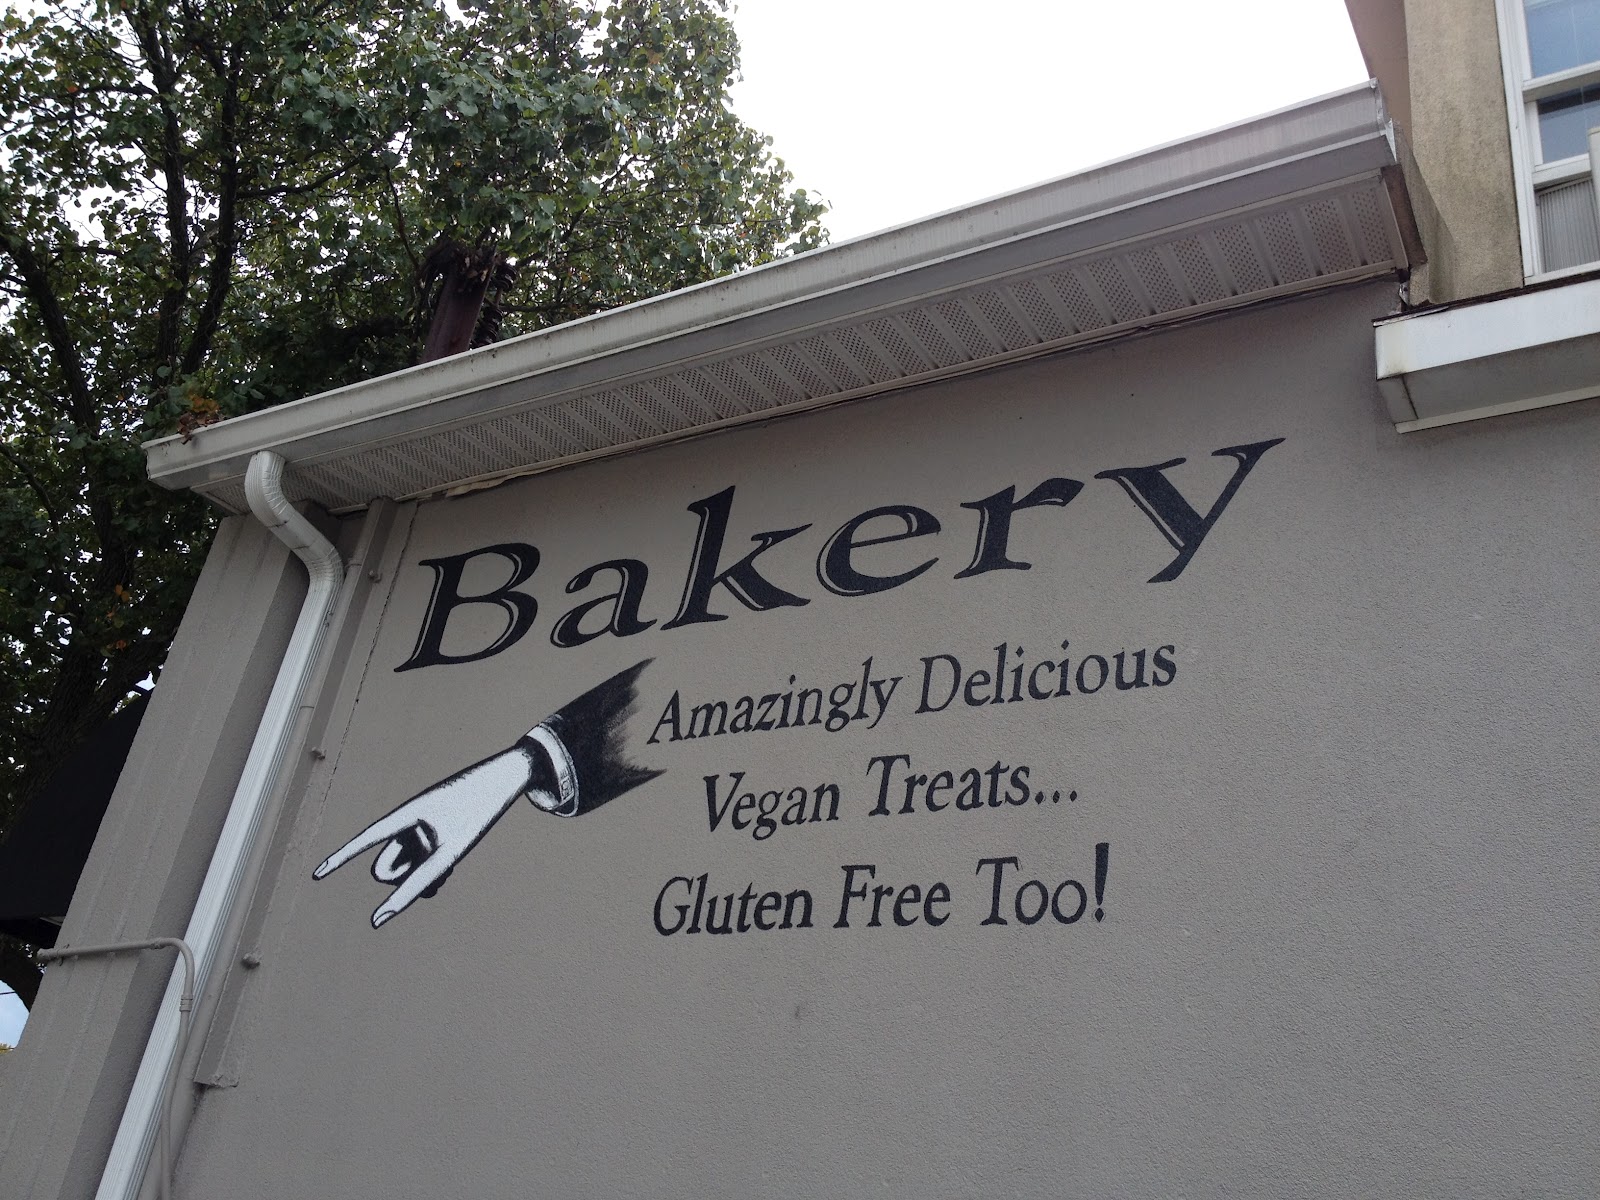 Bakery
Amazingly Delicious
Vegan Treats...
Gluten Free Too!